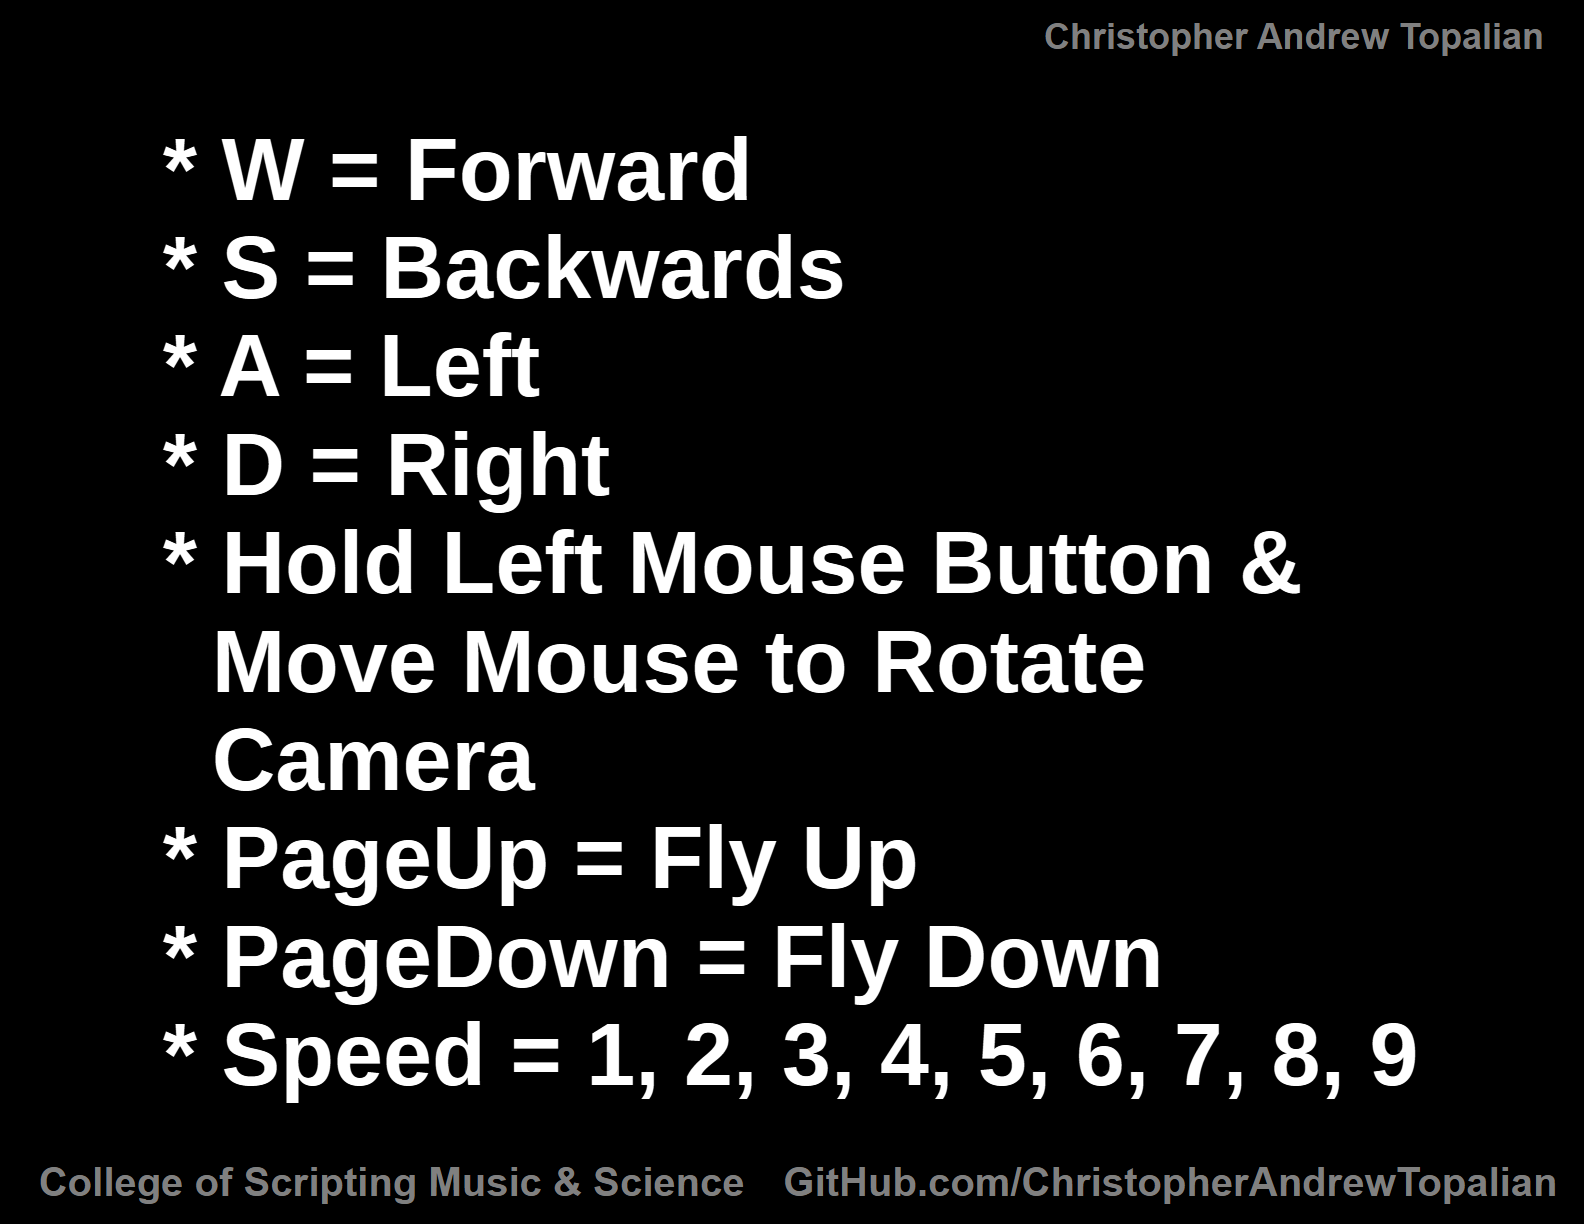 Christopher Andrew Topalian
* W = Forward
* S = Backwards
* A = Left
* D = Right
* Hold Left Mouse Button &
Move Mouse to Rotate
Camera
* PageUp = Fly Up
* PageDown = Fly Down
* Speed = 1, 2, 3, 4, 5, 6, 7, 8, 9
College of Scripting Music & Science GitHub.com/ChristopherAndrewTopalian